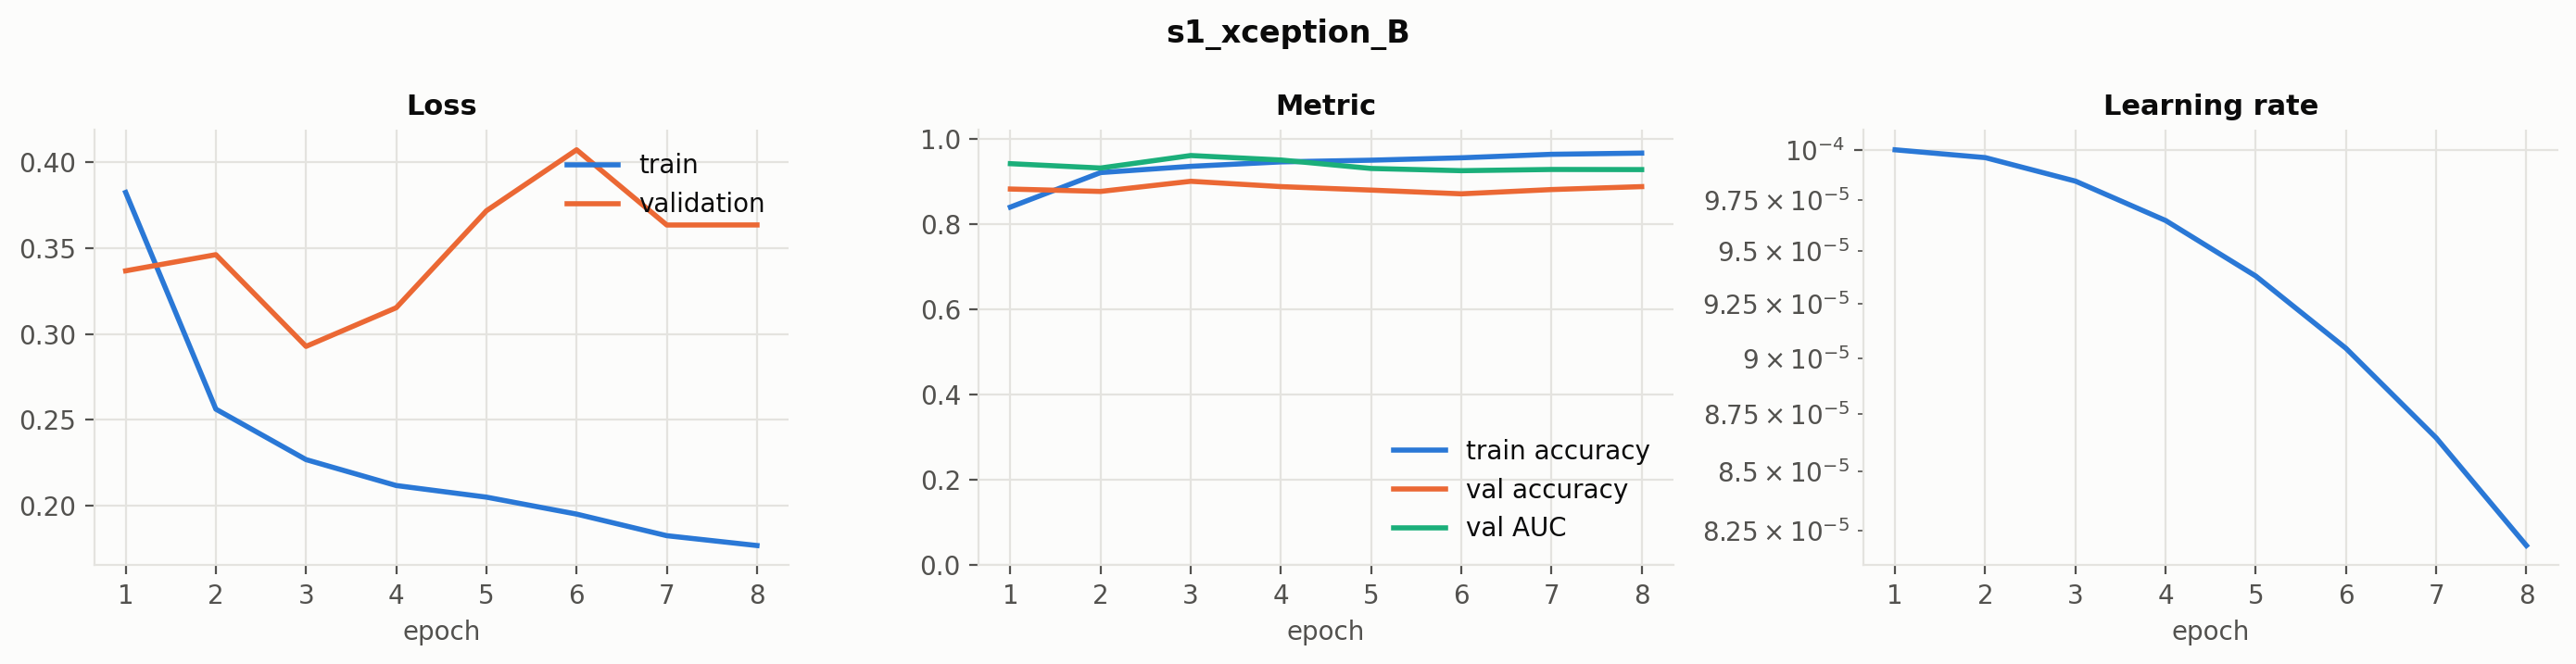 s1_xception_B
Loss
0.40
0.35
0.30
0.25
0.20
train
validation
1 2 3 4 5 6 7 8
epoch
Metric
1.0
0.8
0.6
0.4
0.2
0.0
train accuracy
val accuracy
val AUC
1 2 3 4 5 6 7 8
epoch
Learning rate
10⁻⁴
9.75 × 10⁻⁵
9.5 × 10⁻⁵
9.25 × 10⁻⁵
9 × 10⁻⁵
8.75 × 10⁻⁵
8.5 × 10⁻⁵
8.25 × 10⁻⁵
1 2 3 4 5 6 7 8
epoch